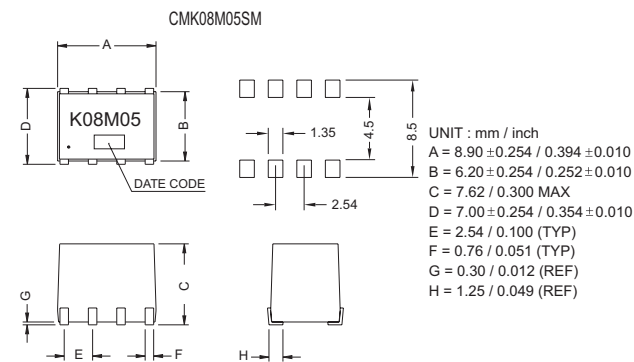 CMK08M05SM
A
K08M05
D
B
DATE CODE
1.35
4.5
8.5
2.54
UNIT : mm / inch
A = 8.90 ±0.254 / 0.394 ±0.010
B = 6.20 ±0.254 / 0.252 ±0.010
C = 7.62 / 0.300 MAX
D = 7.00 ±0.254 / 0.354 ±0.010
E = 2.54 / 0.100 (TYP)
F = 0.76 / 0.051 (TYP)
G = 0.30 / 0.012 (REF)
H = 1.25 / 0.049 (REF)
G
C
E
F
H